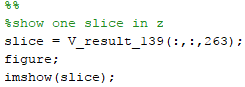 %%
%show one slice in z
slice = V_result_139(:,:,263);
figure;
imshow(slice);